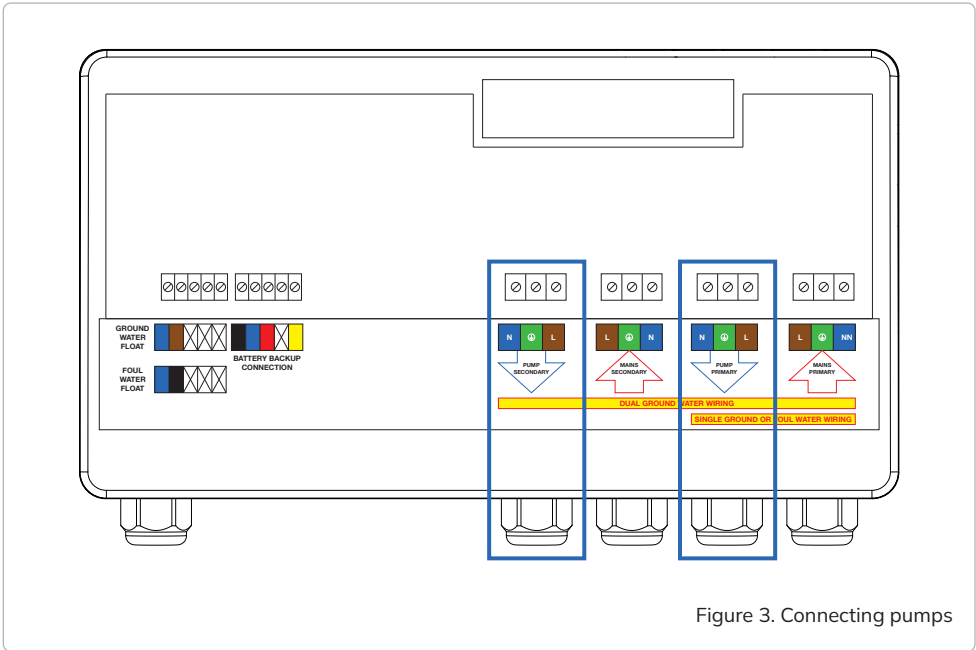 GROUND
WATER
FLOAT
BATTERY BACKUP
CONNECTION
FOUL
WATER
FLOAT
N L
PUMP
SECONDARY
L N
MAINS
SECONDARY
N L
PUMP
PRIMARY
L NN
MAINS
PRIMARY
DUAL GROUND WATER WIRING
SINGLE GROUND OR FOUL WATER WIRING
Figure 3. Connecting pumps